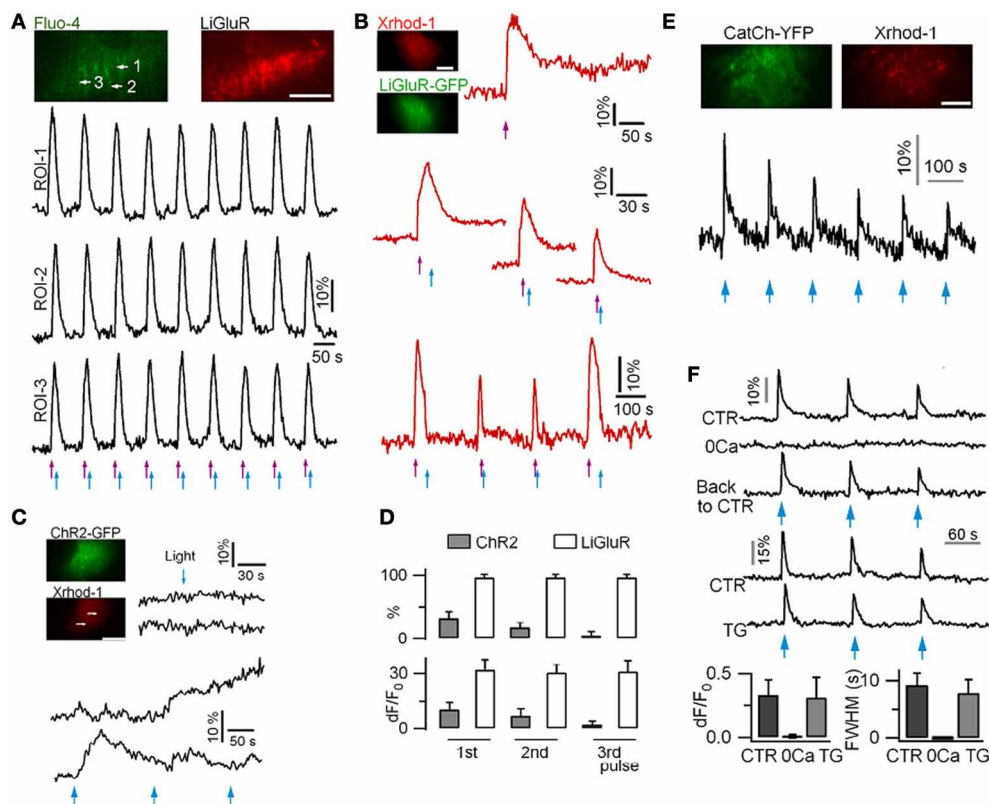 A
Fluo-4
LiGluR
1
3
2
ROI-1
ROI-2
10%
50 s
ROI-3
B
Xrhod-1
LiGluR-GFP
10%
50 s
10%
30 s
10%
100 s
C
ChR2-GFP
Xrhod-1
Light
10%
30 s
10 %
50 s
D
ChR2
LiGluR
100
%
0
30
dF/F0
0
1st 2nd 3rd
pulse
E
CatCh-YFP
Xrhod-1
10%
100 s
F
10%
CTR
0Ca
Back
to CTR
60 s
15%
CTR
TG
0.5
dF/F0
0.0
CTR 0Ca TG
10
FWHM (s)
0
CTR 0Ca TG